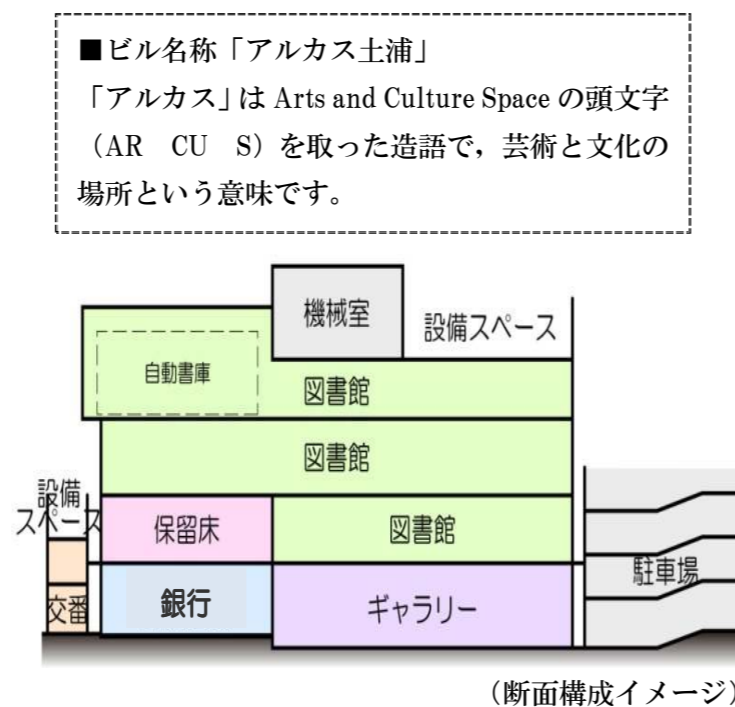 ■ビル名称「アルカス土浦」
「アルカス」は Arts and Culture Space の頭文字
（AR　CU　S）を取った造語で，芸術と文化の
場所という意味です。
機械室
設備スペース
自動書庫
図書館
図書館
設備
スペース
保留床
図書館
駐車場
交番
銀行
ギャラリー
（断面構成イメージ）